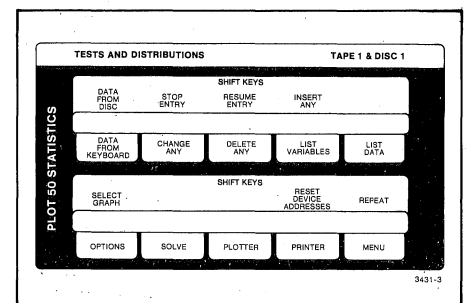 TESTS AND DISTRIBUTIONS TAPE 1 & DISC 1
PLOT 50 STATISTICS
SHIFT KEYS
DATA FROM DISC STOP ENTRY RESUME ENTRY INSERT ANY
DATA FROM KEYBOARD CHANGE ANY DELETE ANY LIST VARIABLES LIST DATA
SHIFT KEYS
SELECT GRAPH RESET DEVICE ADDRESSES REPEAT
OPTIONS SOLVE PLOTTER PRINTER MENU
3431-3